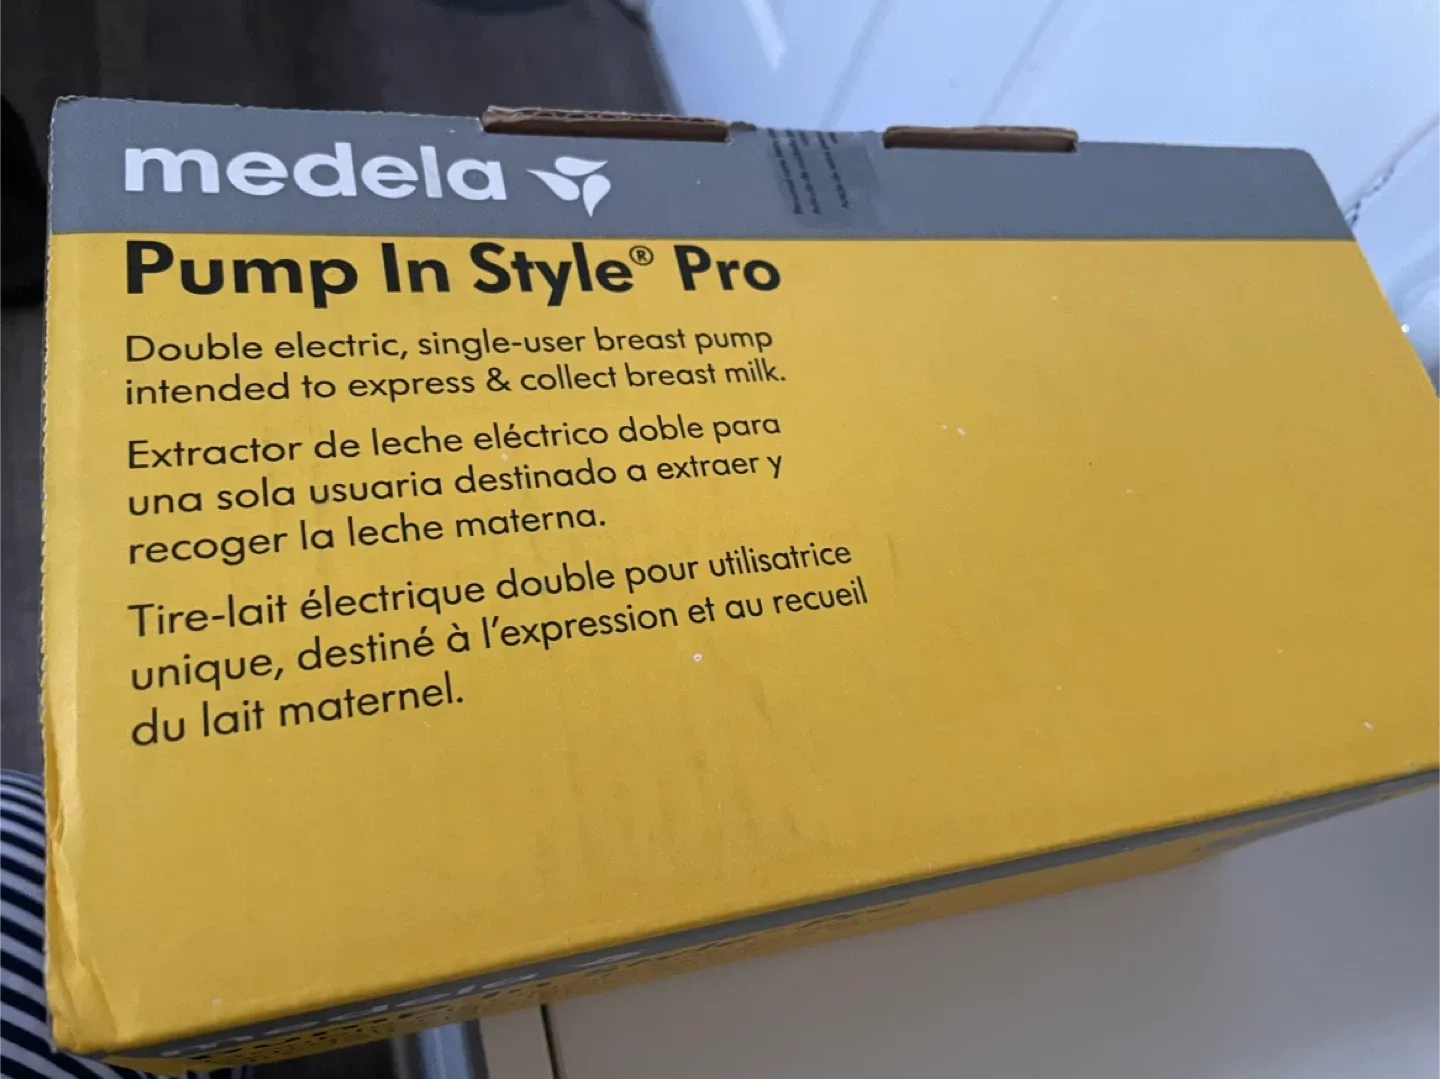 medela
Pump In Style® Pro
Double electric, single-user breast pump
intended to express & collect breast milk.
Extractor de leche eléctrico doble para
una sola usuaria destinado a extraer y
recoger la leche materna.
Tire-lait électrique double pour utilisatrice
unique, destiné à l'expression et au recueil
du lait maternel.
medela